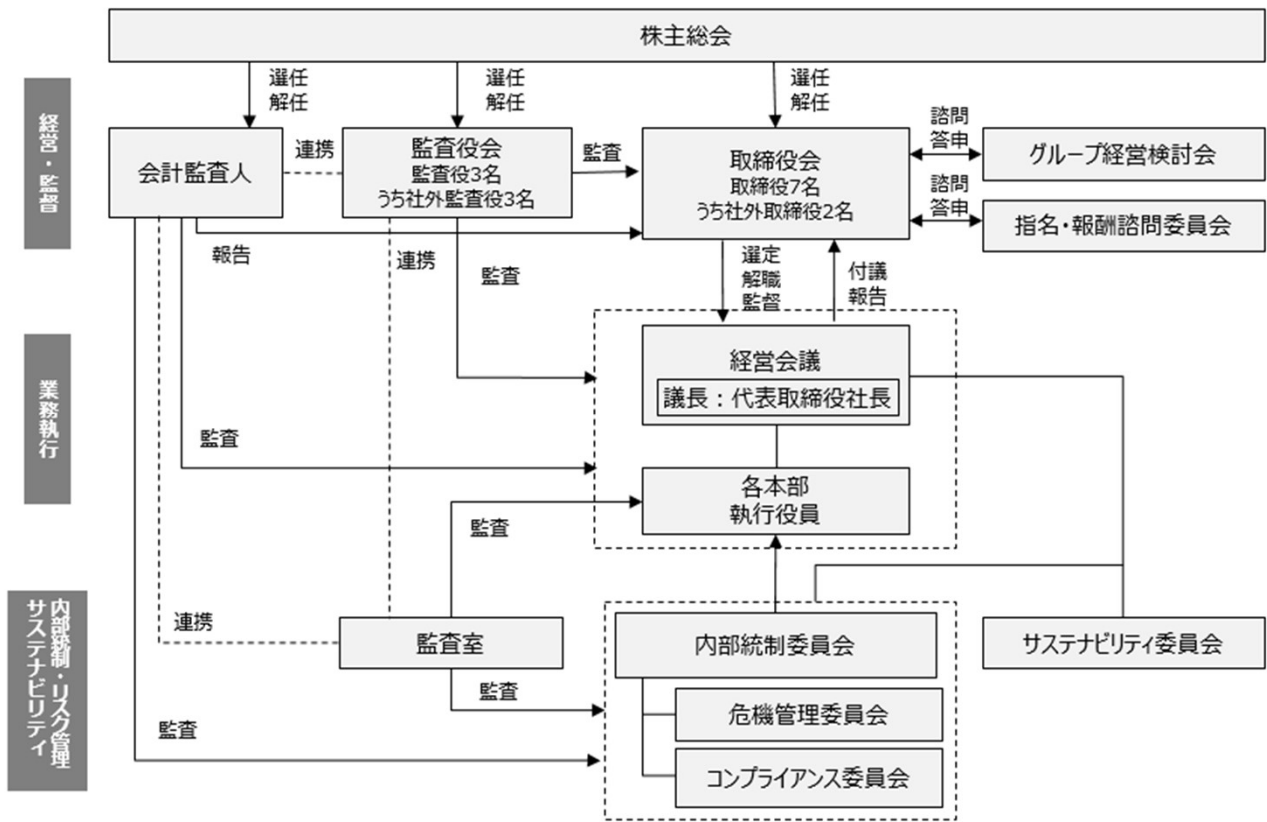 株主総会
選任
解任
選任
解任
選任
解任
経営・監督
会計監査人
連携
監査役会
監査役3名
うち社外監査役3名
監査
取締役会
取締役7名
うち社外取締役2名
諮問
答申
グループ経営検討会
諮問
答申
指名・報酬諮問委員会
報告
連携
監査
選定
解職
監督
付議
報告
業務執行
経営会議
議長：代表取締役社長
監査
各本部
執行役員
監査
内部統制・リスク管理
サステナビリティ
連携
監査室
内部統制委員会
サステナビリティ委員会
監査
危機管理委員会
監査
コンプライアンス委員会